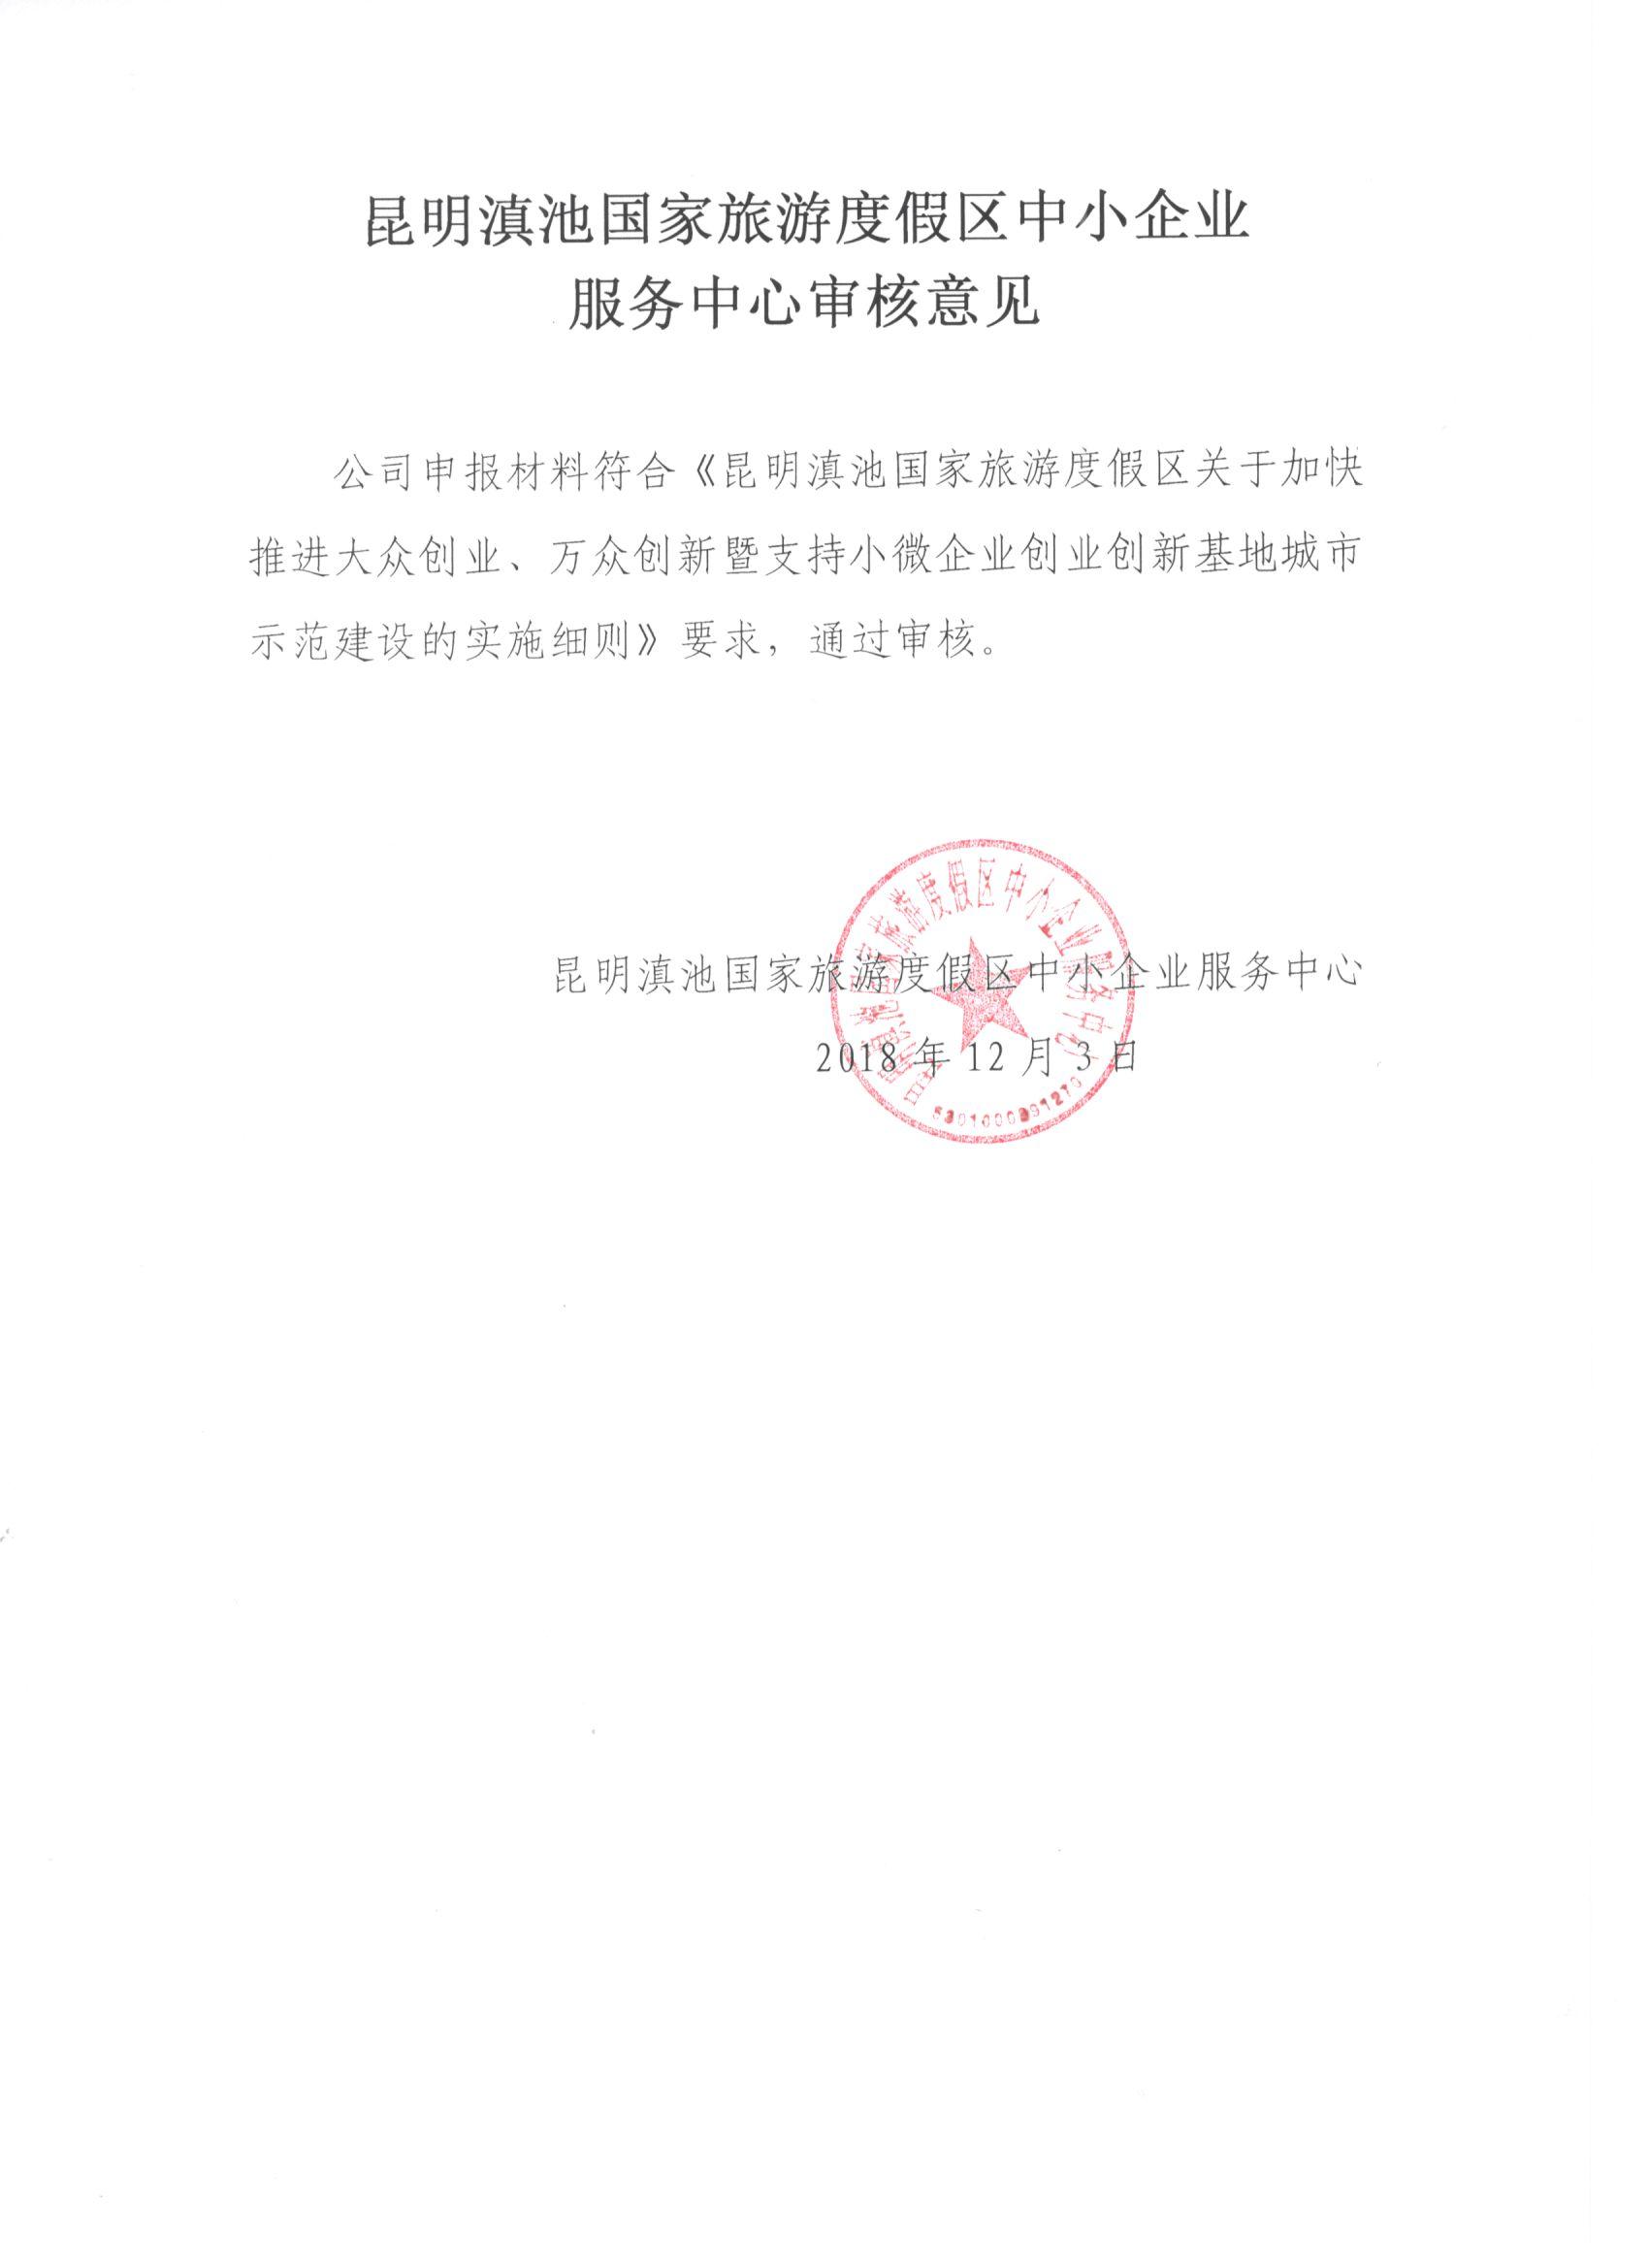 昆明滇池国家旅游度假区中小企业
服务中心审核意见
公司申报材料符合《昆明滇池国家旅游度假区关于加快
推进大众创业、万众创新暨支持小微企业创业创新基地城市
示范建设的实施细则》要求，通过审核。
昆明滇池国家旅游度假区中小企业服务中心
2018 年 12 月 3 日
昆明滇池国家旅游度假区中小企业服务中心